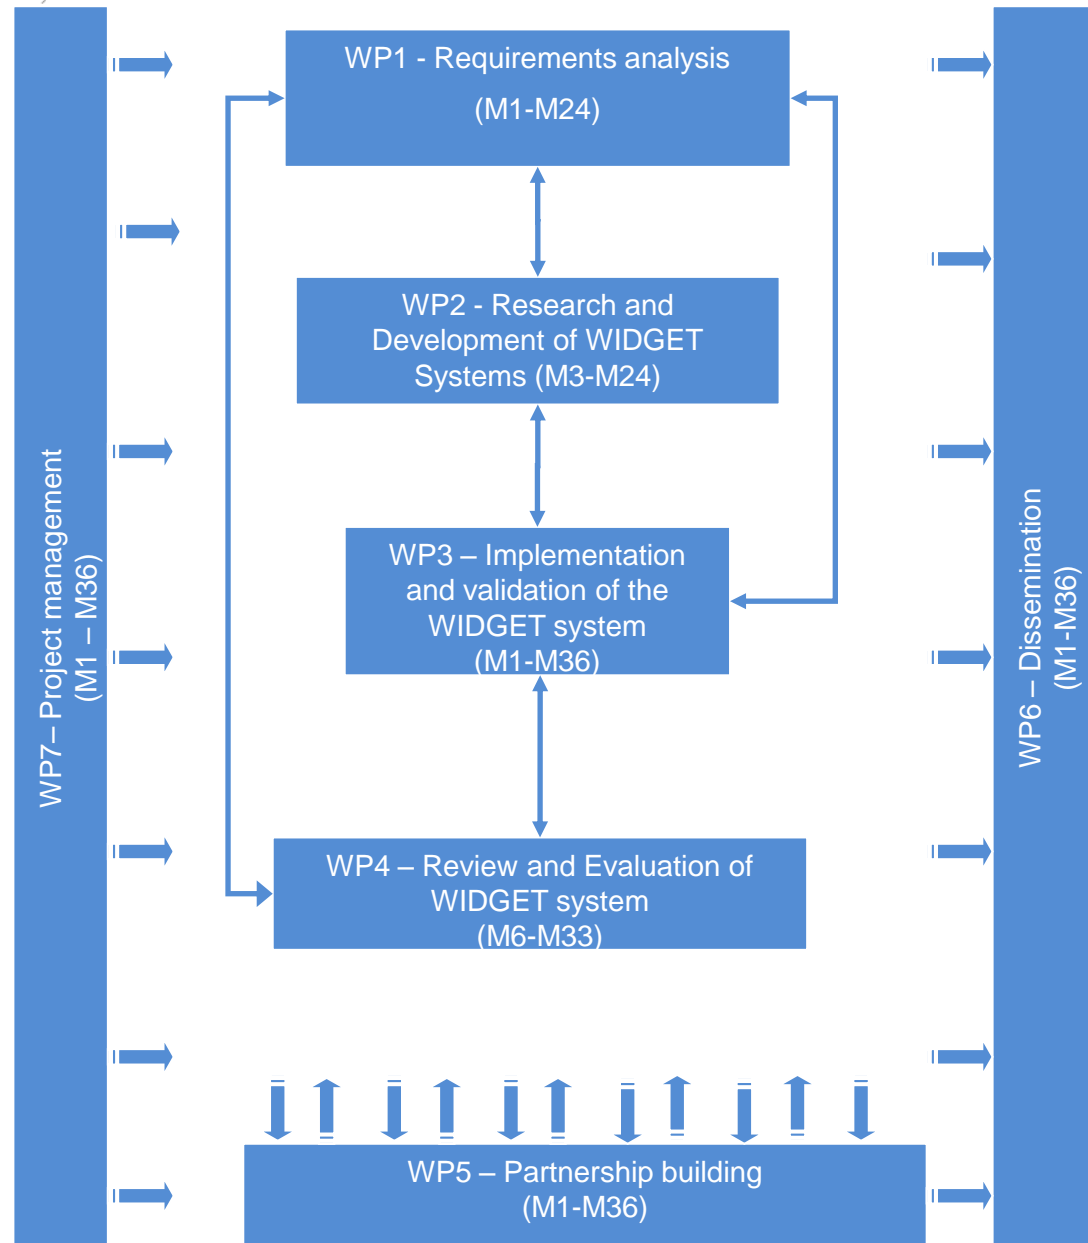 WP1 - Requirements analysis
(M1-M24)
WP2 - Research and
Development of WIDGET
Systems (M3-M24)
WP3 – Implementation
and validation of the
WIDGET system
(M1-M36)
WP4 – Review and Evaluation of
WIDGET system
(M6-M33)
WP5 – Partnership building
(M1-M36)
WP7– Project management
(M1 – M36)
WP6 – Dissemination
(M1-M36)